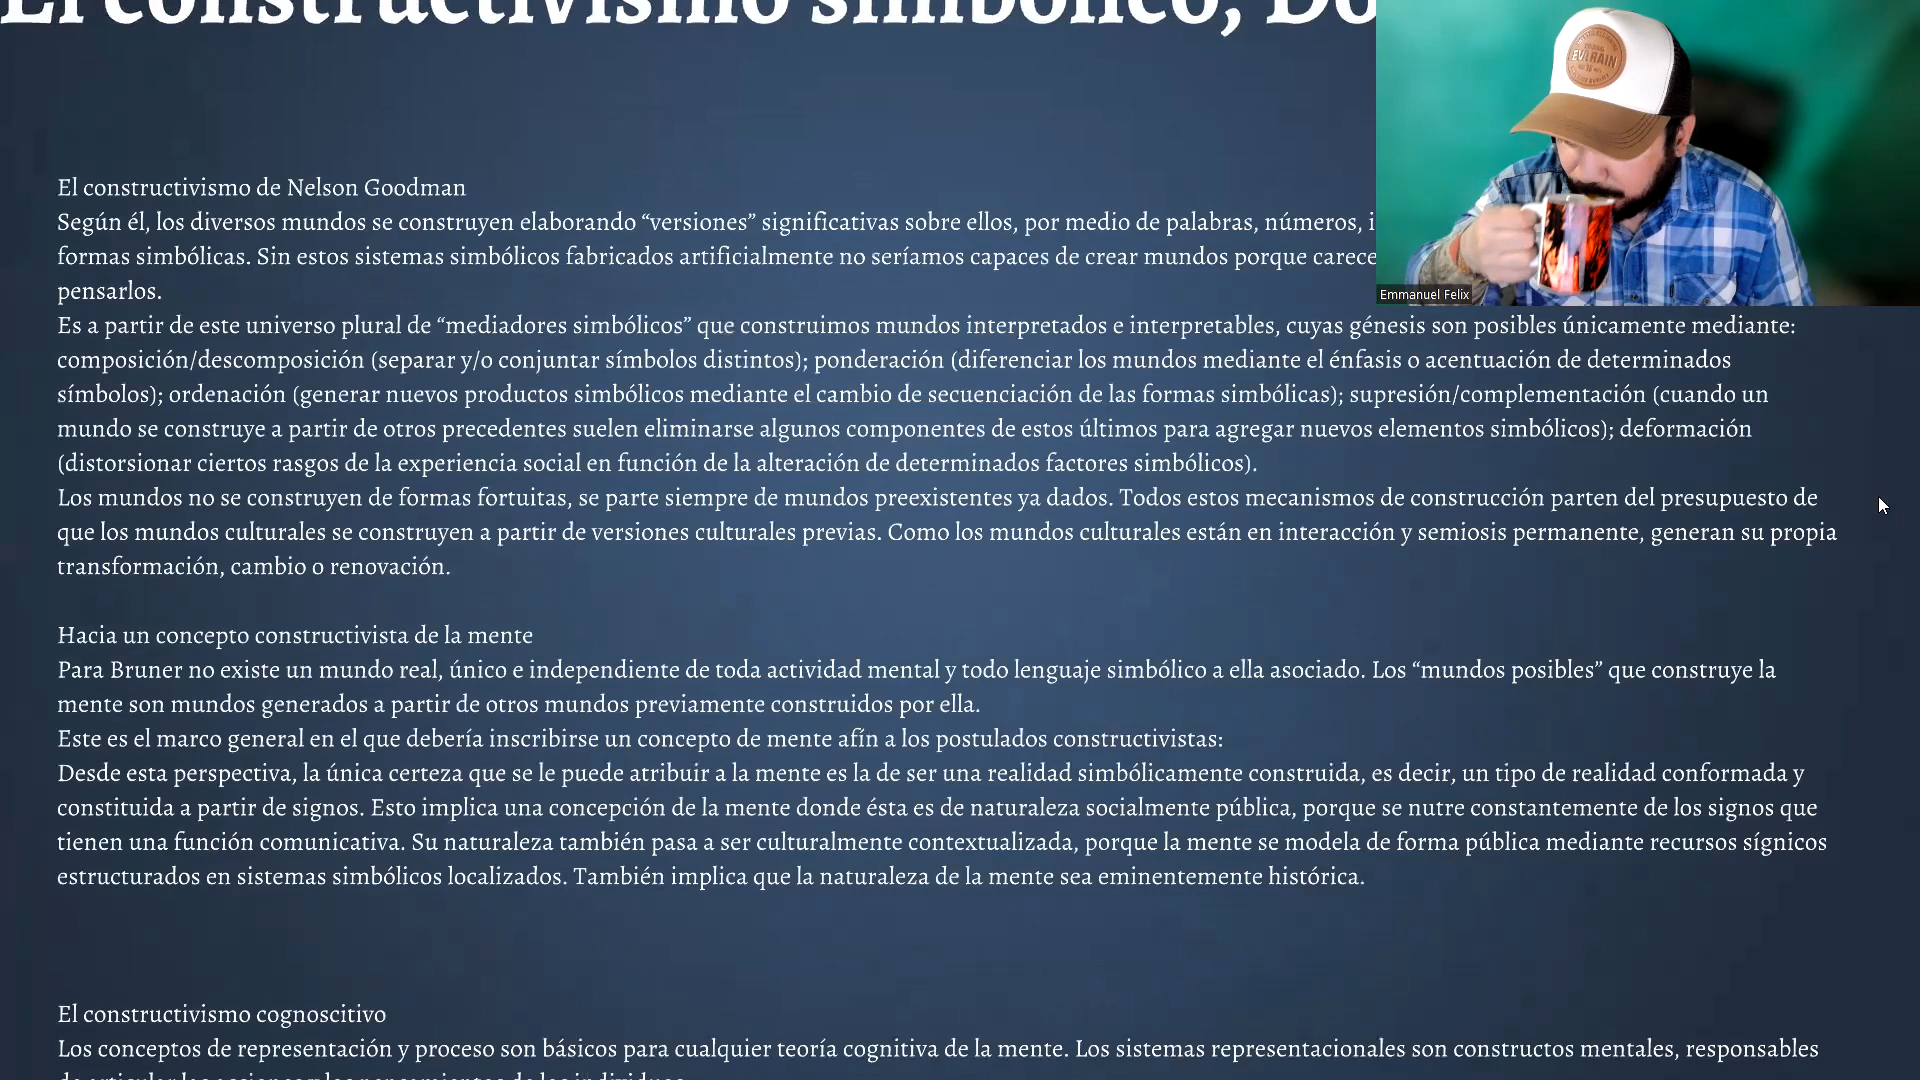 El constructivismo simbólico, Do
El constructivismo de Nelson Goodman
Según él, los diversos mundos se construyen elaborando “versiones” significativas sobre ellos, por medio de palabras, números, i
formas simbólicas. Sin estos sistemas simbólicos fabricados artificialmente no seríamos capaces de crear mundos porque carece
pensarlos.
Es a partir de este universo plural de “mediadores simbólicos” que construimos mundos interpretados e interpretables, cuyas génesis son posibles únicamente mediante:
composición/descomposición (separar y/o conjuntar símbolos distintos); ponderación (diferenciar los mundos mediante el énfasis o acentuación de determinados
símbolos); ordenación (generar nuevos productos simbólicos mediante el cambio de secuenciación de las formas simbólicas); supresión/complementación (cuando un
mundo se construye a partir de otros precedentes suelen eliminarse algunos componentes de estos últimos para agregar nuevos elementos simbólicos); deformación
(distorsionar ciertos rasgos de la experiencia social en función de la alteración de determinados factores simbólicos).
Los mundos no se construyen de formas fortuitas, se parte siempre de mundos preexistentes ya dados. Todos estos mecanismos de construcción parten del presupuesto de
que los mundos culturales se construyen a partir de versiones culturales previas. Como los mundos culturales están en interacción y semiosis permanente, generan su propia
transformación, cambio o renovación.
Hacia un concepto constructivista de la mente
Para Bruner no existe un mundo real, único e independiente de toda actividad mental y todo lenguaje simbólico a ella asociado. Los “mundos posibles” que construye la
mente son mundos generados a partir de otros mundos previamente construidos por ella.
Este es el marco general en el que debería inscribirse un concepto de mente afín a los postulados constructivistas:
Desde esta perspectiva, la única certeza que se le puede atribuir a la mente es la de ser una realidad simbólicamente construida, es decir, un tipo de realidad conformada y
constituida a partir de signos. Esto implica una concepción de la mente donde ésta es de naturaleza socialmente pública, porque se nutre constantemente de los signos que
tienen una función comunicativa. Su naturaleza también pasa a ser culturalmente contextualizada, porque la mente se modela de forma pública mediante recursos sígnicos
estructurados en sistemas simbólicos localizados. También implica que la naturaleza de la mente sea eminentemente histórica.
El constructivismo cognoscitivo
Los conceptos de representación y proceso son básicos para cualquier teoría cognitiva de la mente. Los sistemas representacionales son constructos mentales, responsables
Emmanuel Felix